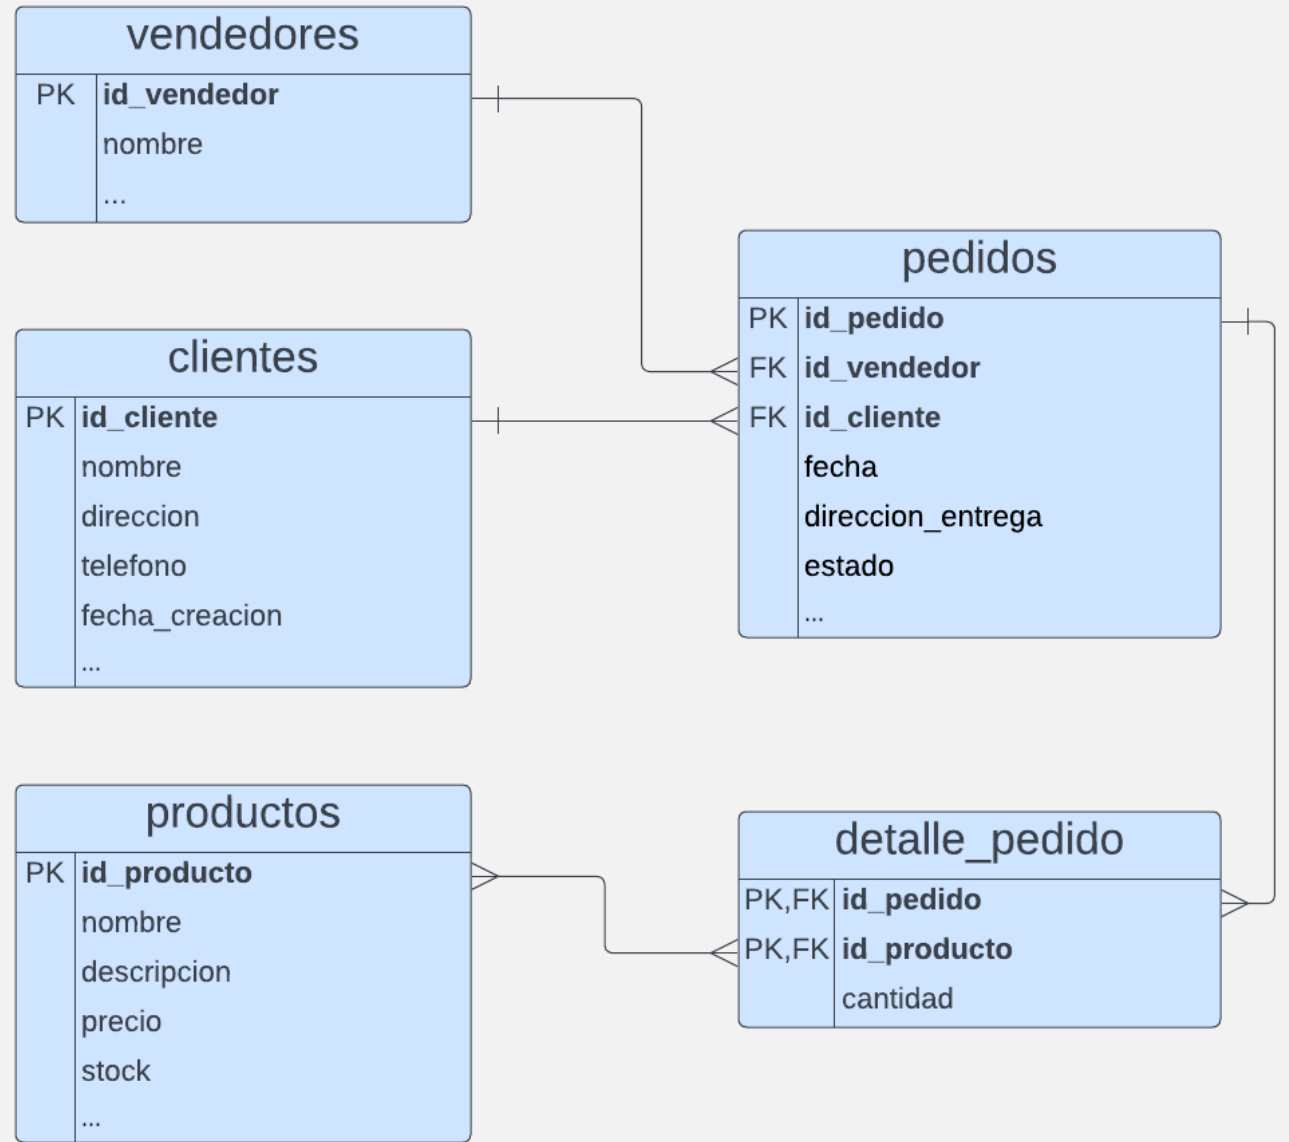 vendedores
PK id_vendedor
nombre
...
clientes
PK id_cliente
nombre
direccion
telefono
fecha_creacion
...
productos
PK id_producto
nombre
descripcion
precio
stock
...
pedidos
PK id_pedido
FK id_vendedor
FK id_cliente
fecha
direccion_entrega
estado
...
detalle_pedido
PK,FK id_pedido
PK,FK id_producto
cantidad